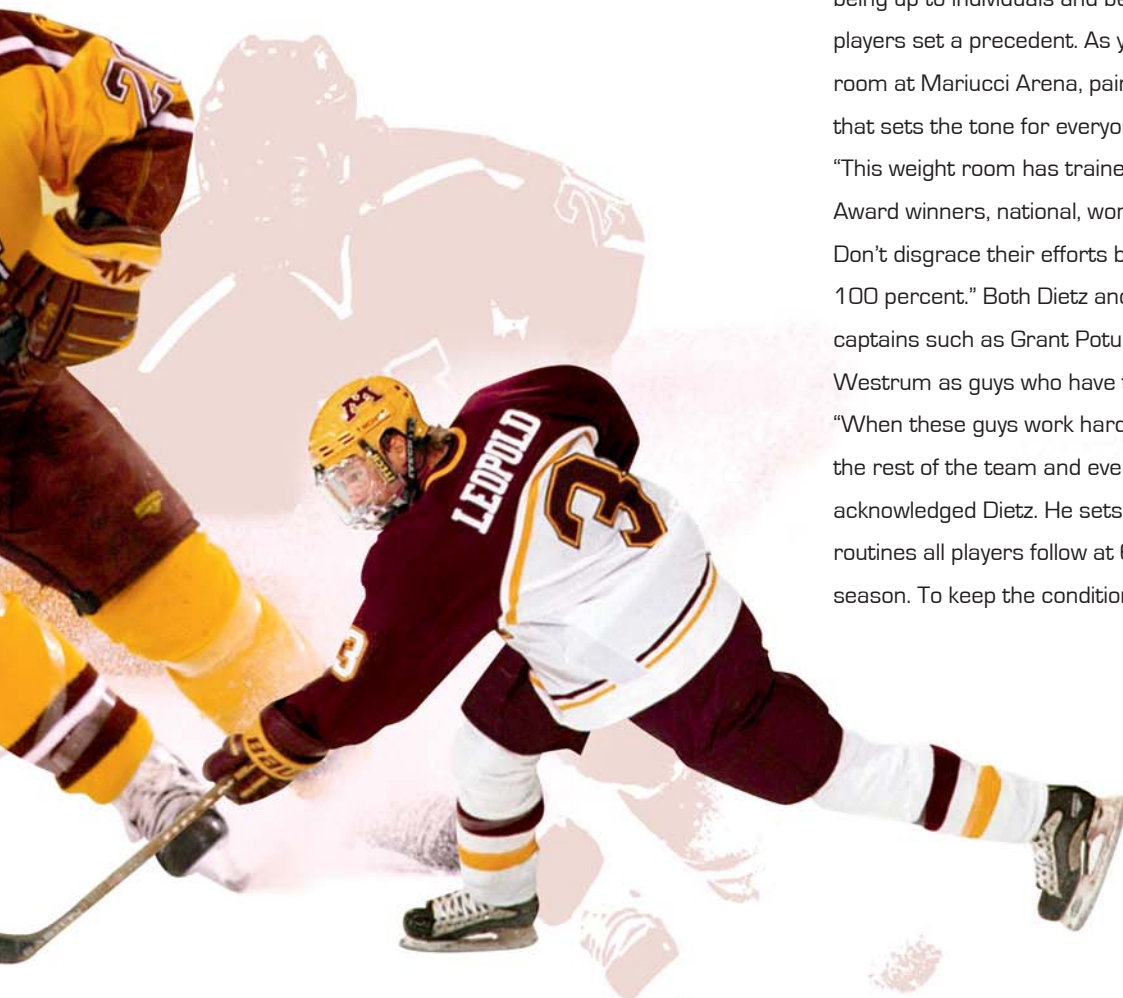 being up to individuals and be
players set a precedent. As y
room at Mariucci Arena, pain
that sets the tone for everyo
“This weight room has traine
Award winners, national, wor
Don’t disgrace their efforts b
100 percent.” Both Dietz and
captains such as Grant Potu
Westrum as guys who have t
“When these guys work hard
the rest of the team and eve
acknowledged Dietz. He sets
routines all players follow at 6
season. To keep the condition
M
M
LEOPOLD
3
3